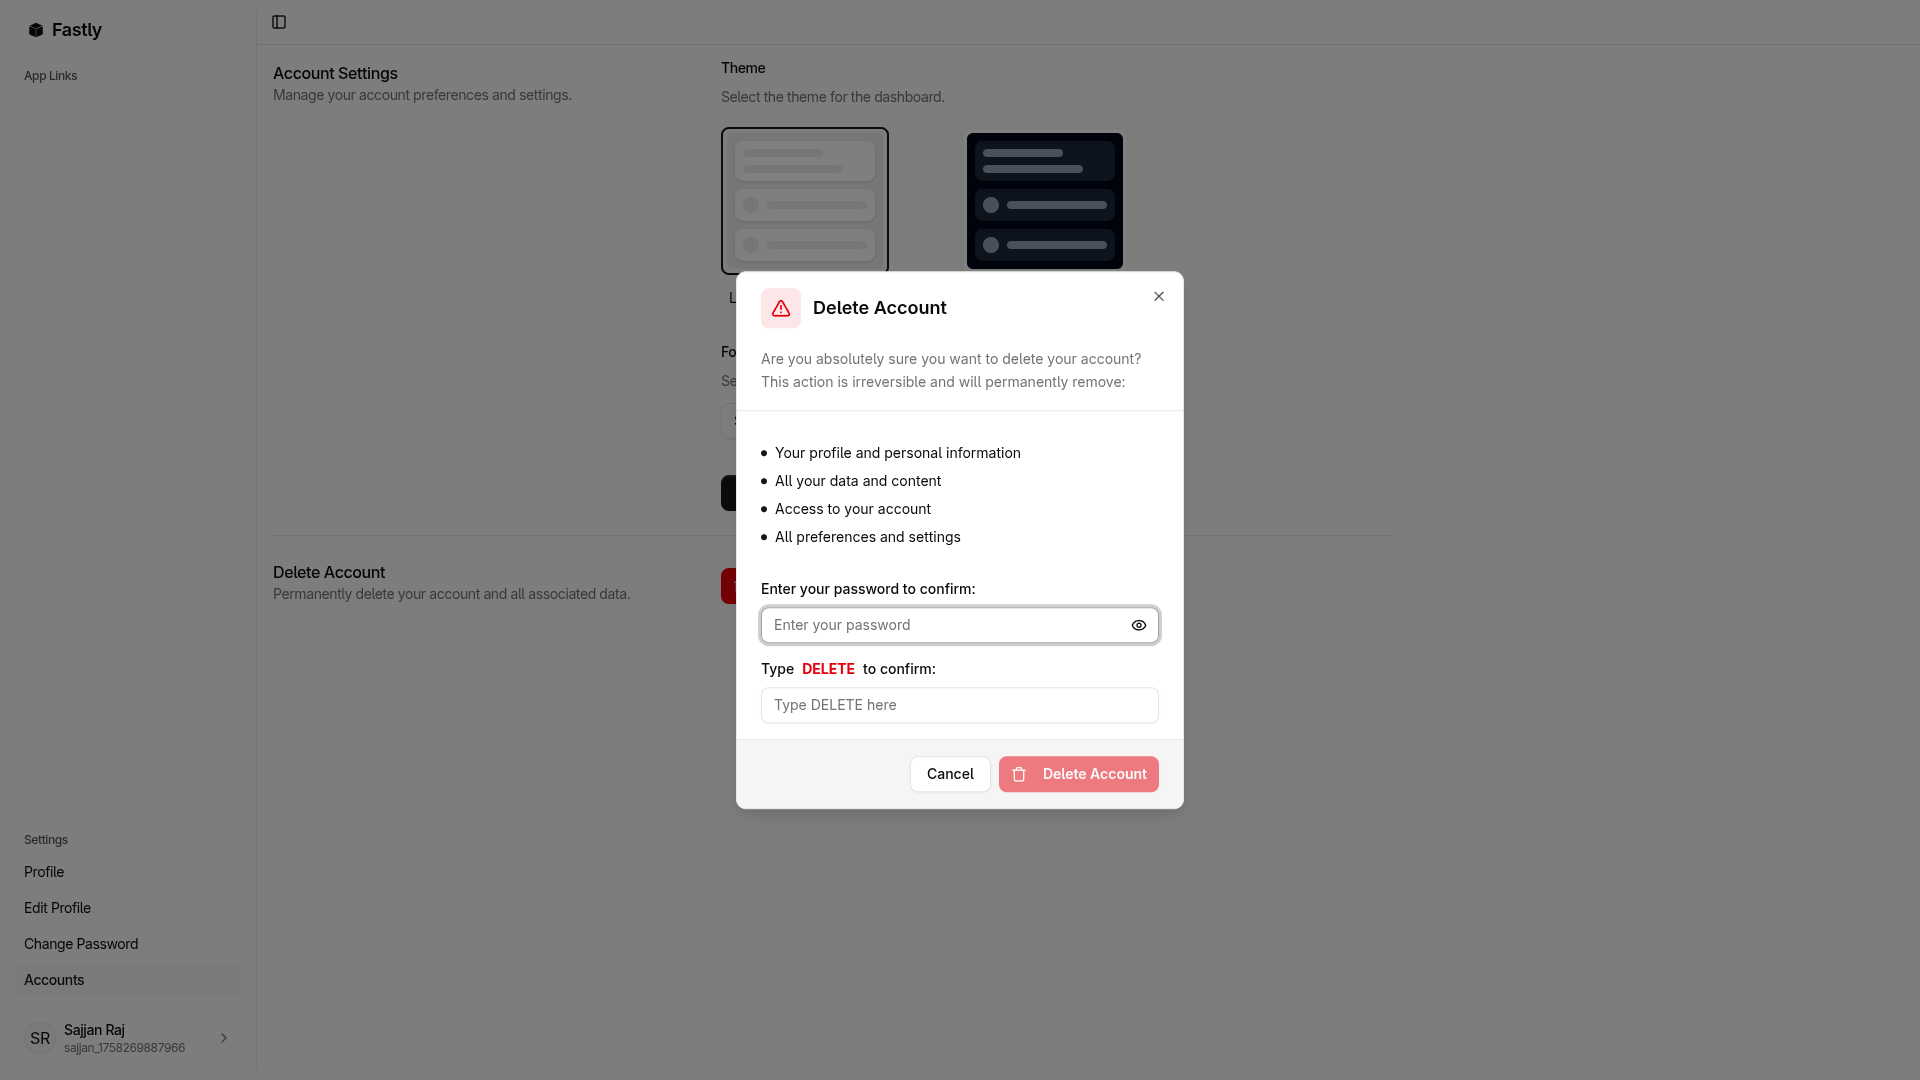 Fastly
App Links
Account Settings
Manage your account preferences and settings.
Theme
Select the theme for the dashboard.
Delete Account
Are you absolutely sure you want to delete your account?
This action is irreversible and will permanently remove:
Your profile and personal information
All your data and content
Access to your account
All preferences and settings
Enter your password to confirm:
Enter your password
Type DELETE to confirm:
Type DELETE here
Cancel
Delete Account
Delete Account
Permanently delete your account and all associated data.
Settings
Profile
Edit Profile
Change Password
Accounts
SR
Sajjan Raj
sajjan_1758269887966